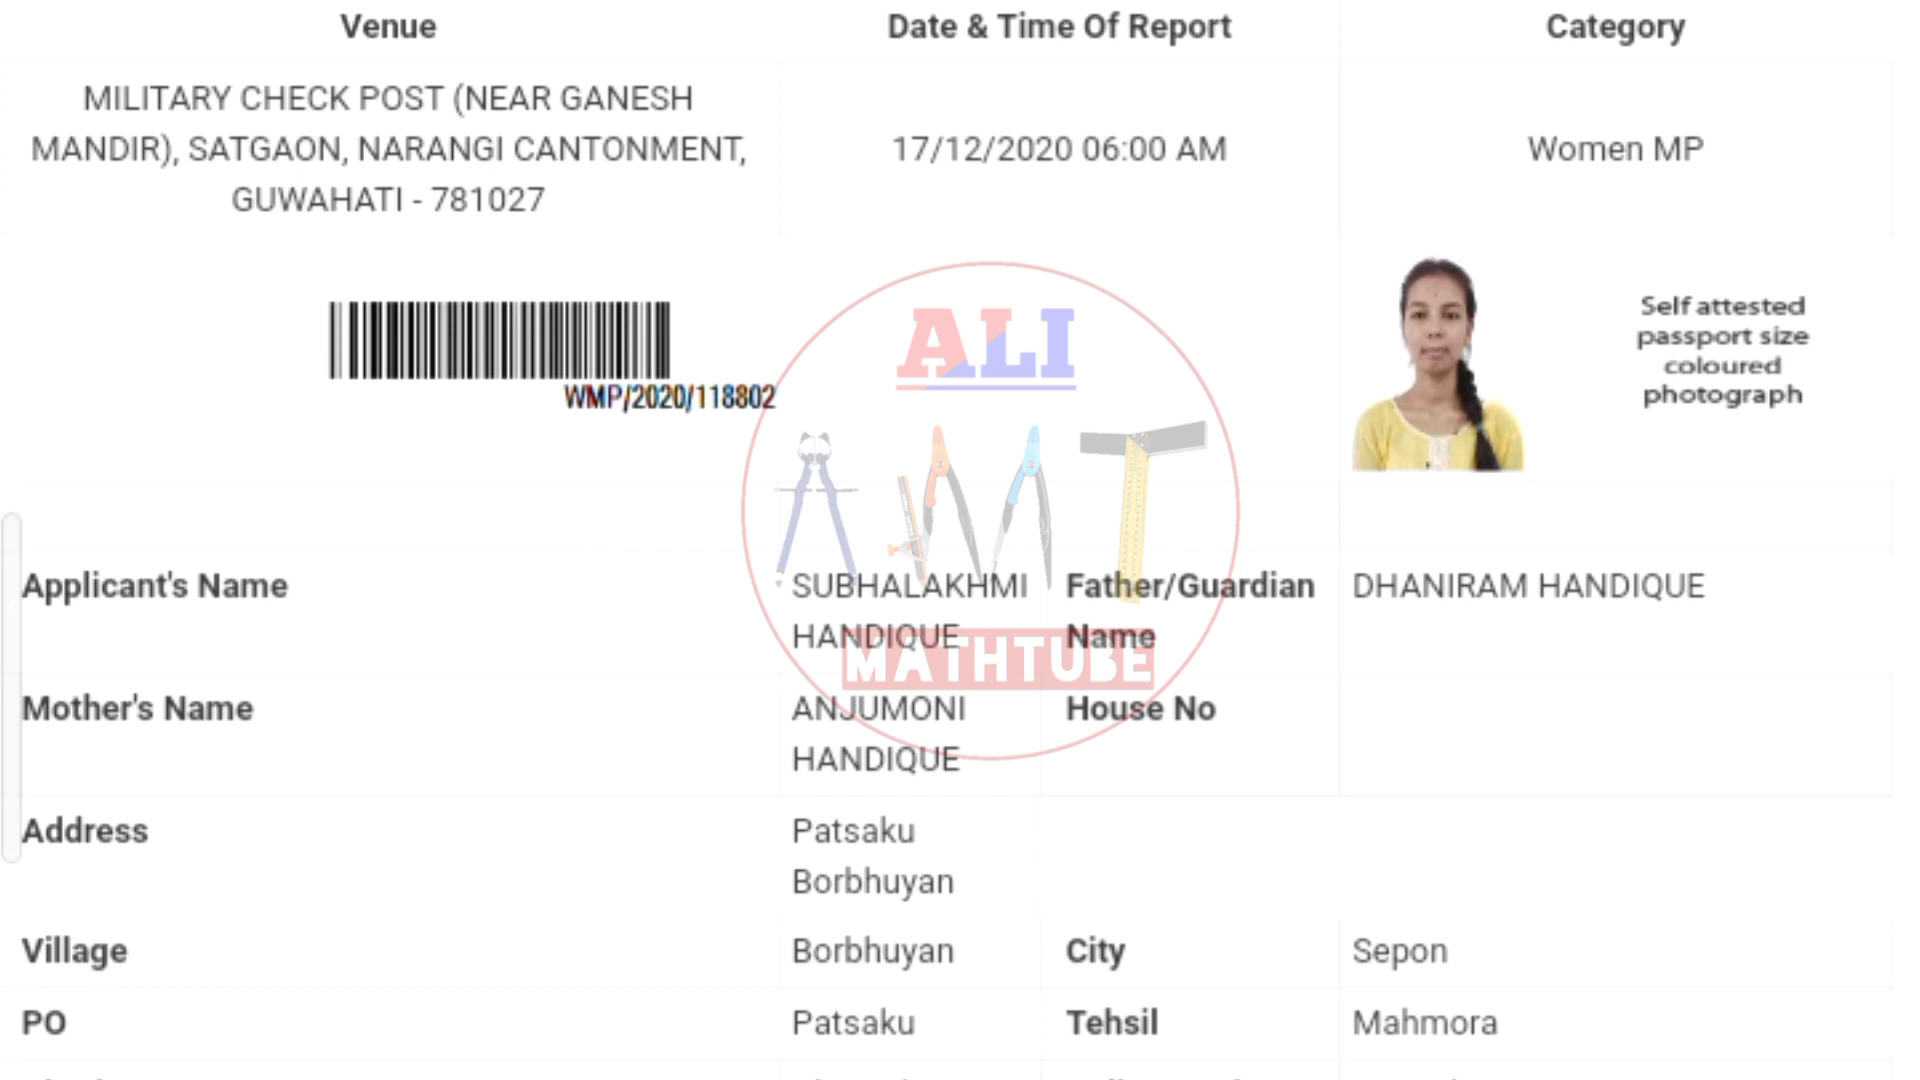 Venue
Date & Time Of Report
Category
MILITARY CHECK POST (NEAR GANESH
MANDIR), SATGAON, NARANGI CANTONMENT,
GUWAHATI - 781027
17/12/2020 06:00 AM
Women MP
WMP/2020/118802
Self attested
passport size
coloured
photograph
ALI
AMT
MATHTUBE
Applicant's Name
SUBHALAKHMI
HANDIQUE
Father/Guardian
Name
DHANIRAM HANDIQUE
Mother's Name
ANJUMONI
HANDIQUE
House No
Address
Patsaku
Borbhuyan
Village
Borbhuyan
City
Sepon
PO
Patsaku
Tehsil
Mahmora